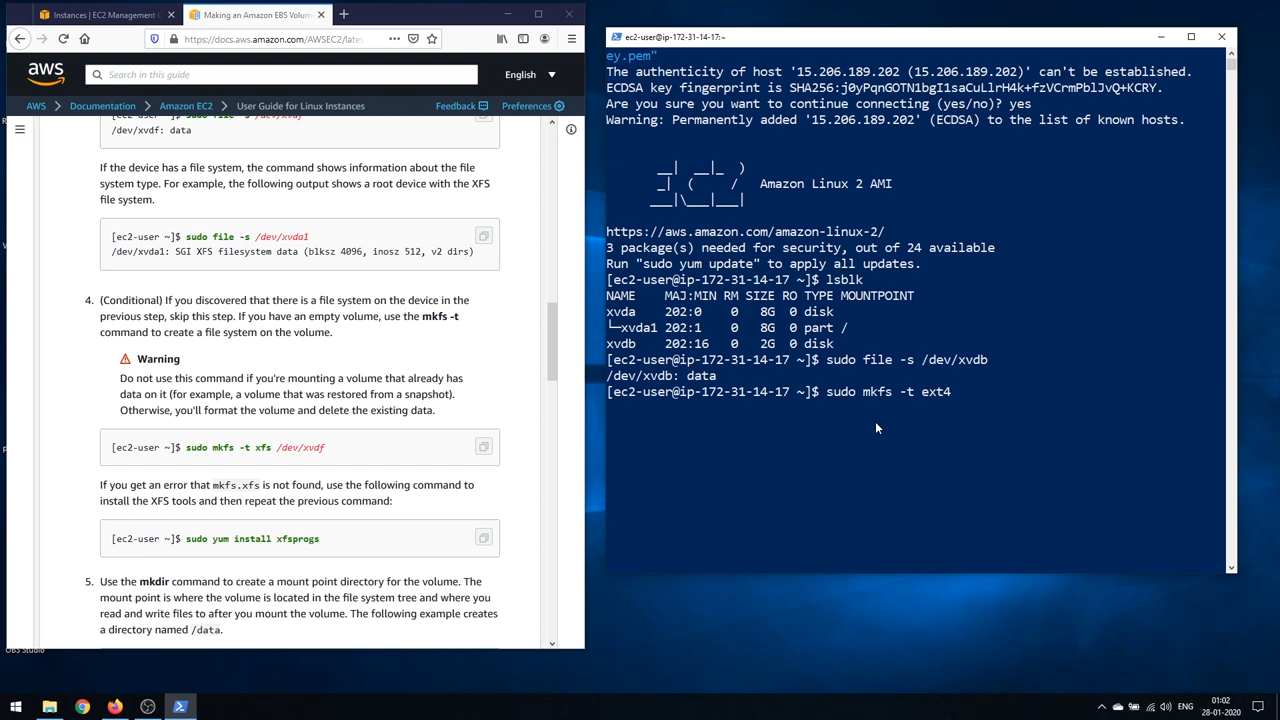 Instances | EC2 Management C
Making an Amazon EBS Volum
https://docs.aws.amazon.com/AWSEC2/late
aws
Search in this guide
English
AWS > Documentation > Amazon EC2 > User Guide for Linux Instances
Feedback
Preferences
/dev/xvdf: data
If the device has a file system, the command shows information about the file
system type. For example, the following output shows a root device with the XFS
file system.
[ec2-user ~]$ sudo file -s /dev/xvda1
/dev/xvda1: SGI XFS filesystem data (blksz 4096, inosz 512, v2 dirs)
4. (Conditional) If you discovered that there is a file system on the device in the
previous step, skip this step. If you have an empty volume, use the mkfs -t
command to create a file system on the volume.
Warning
Do not use this command if you're mounting a volume that already has
data on it (for example, a volume that was restored from a snapshot).
Otherwise, you'll format the volume and delete the existing data.
[ec2-user ~]$ sudo mkfs -t xfs /dev/xvdf
If you get an error that mkfs.xfs is not found, use the following command to
install the XFS tools and then repeat the previous command:
[ec2-user ~]$ sudo yum install xfsprogs
5. Use the mkdir command to create a mount point directory for the volume. The
mount point is where the volume is located in the file system tree and where you
read and write files to after you mount the volume. The following example creates
a directory named /data.
OBS Studio
ec2-user@ip-172-31-14-17:~
ey.pem"
The authenticity of host '15.206.189.202 (15.206.189.202)' can't be established.
ECDSA key fingerprint is SHA256:j0yPqnGOTN1bgI1saCuLlrH4k+fzVCrmPblJvQ+KCRY.
Are you sure you want to continue connecting (yes/no)? yes
Warning: Permanently added '15.206.189.202' (ECDSA) to the list of known hosts.
__| __|_ )
_| ( / Amazon Linux 2 AMI
___|\___|___|
https://aws.amazon.com/amazon-linux-2/
3 package(s) needed for security, out of 24 available
Run "sudo yum update" to apply all updates.
[ec2-user@ip-172-31-14-17 ~]$ lsblk
NAME MAJ:MIN RM SIZE RO TYPE MOUNTPOINT
xvda 202:0 0 8G 0 disk
└─xvda1 202:1 0 8G 0 part /
xvdb 202:16 0 2G 0 disk
[ec2-user@ip-172-31-14-17 ~]$ sudo file -s /dev/xvdb
/dev/xvdb: data
[ec2-user@ip-172-31-14-17 ~]$ sudo mkfs -t ext4
ENG
01:02
28-01-2020